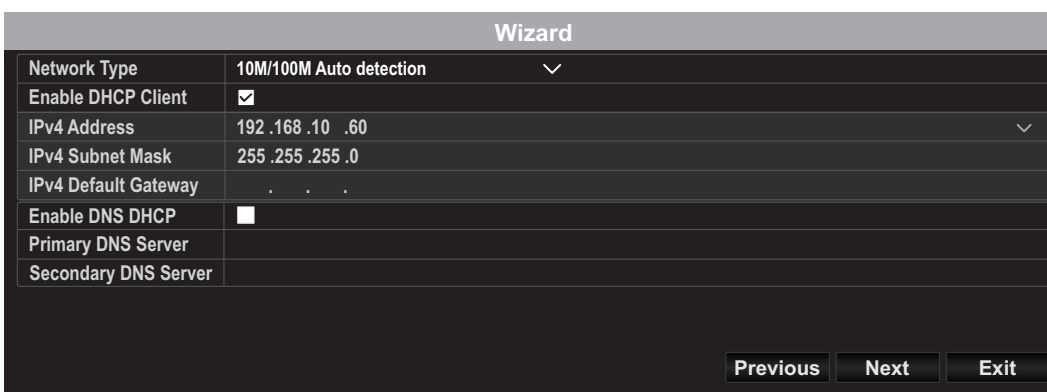 Wizard
Network Type 10M/100M Auto detection
Enable DHCP Client
IPv4 Address 192 .168 .10 .60
IPv4 Subnet Mask 255 .255 .255 .0
IPv4 Default Gateway . . .
Enable DNS DHCP
Primary DNS Server
Secondary DNS Server
Previous Next Exit